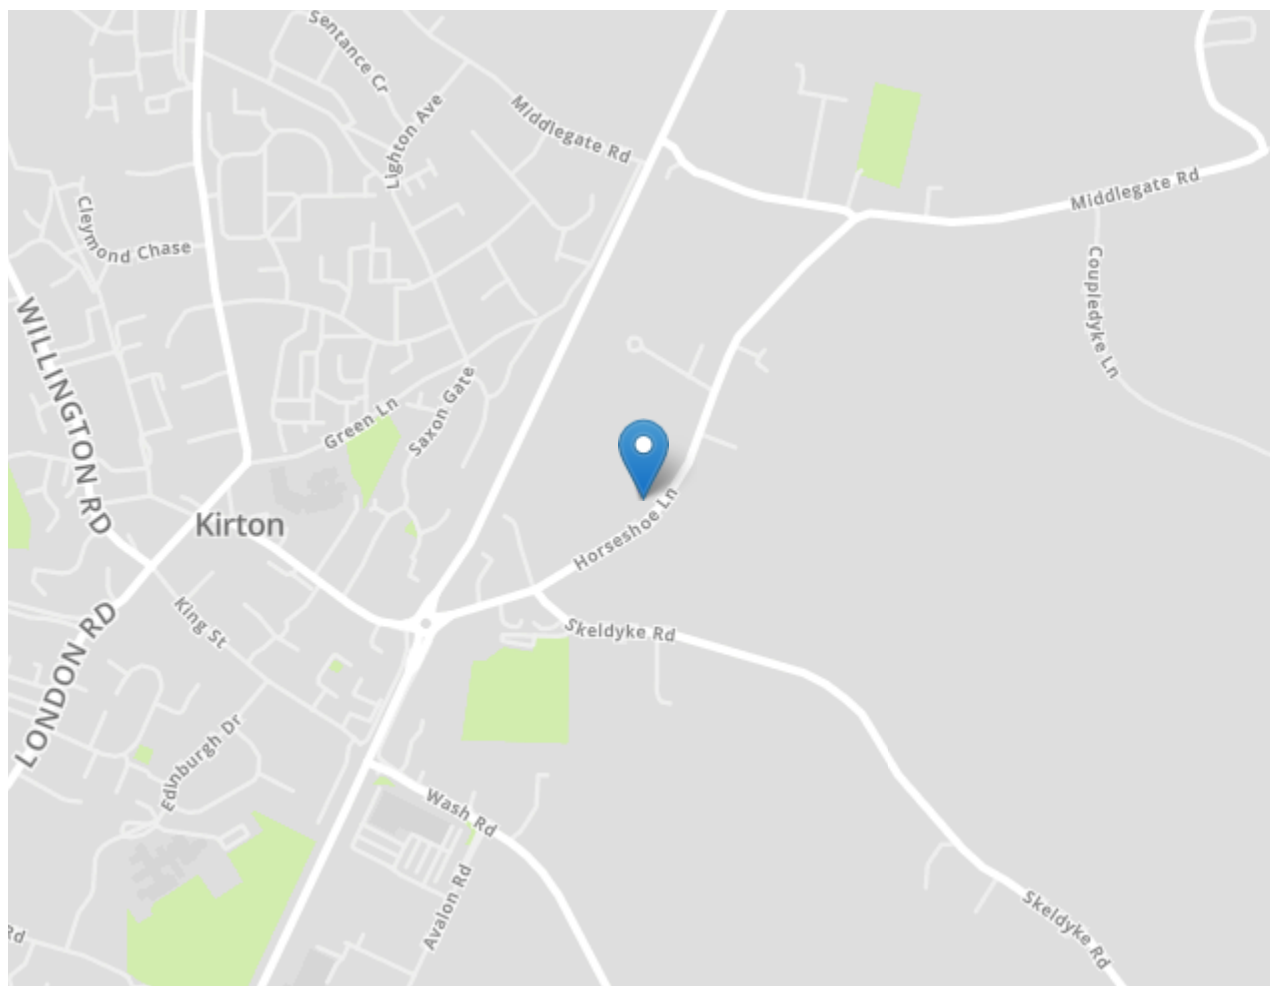 Sentance Cr
Lighton Ave
Middlegate Rd
Middlegate Rd
Cleymond Chase
Coupledyke Ln
WILLINGTON RD
Green Ln
Saxon Gate
Kirton
Horseshoe Ln
King St
Skeldyke Rd
LONDON RD
Edinburgh Dr
Wash Rd
Avalon Rd
Skeldyke Rd
Rd